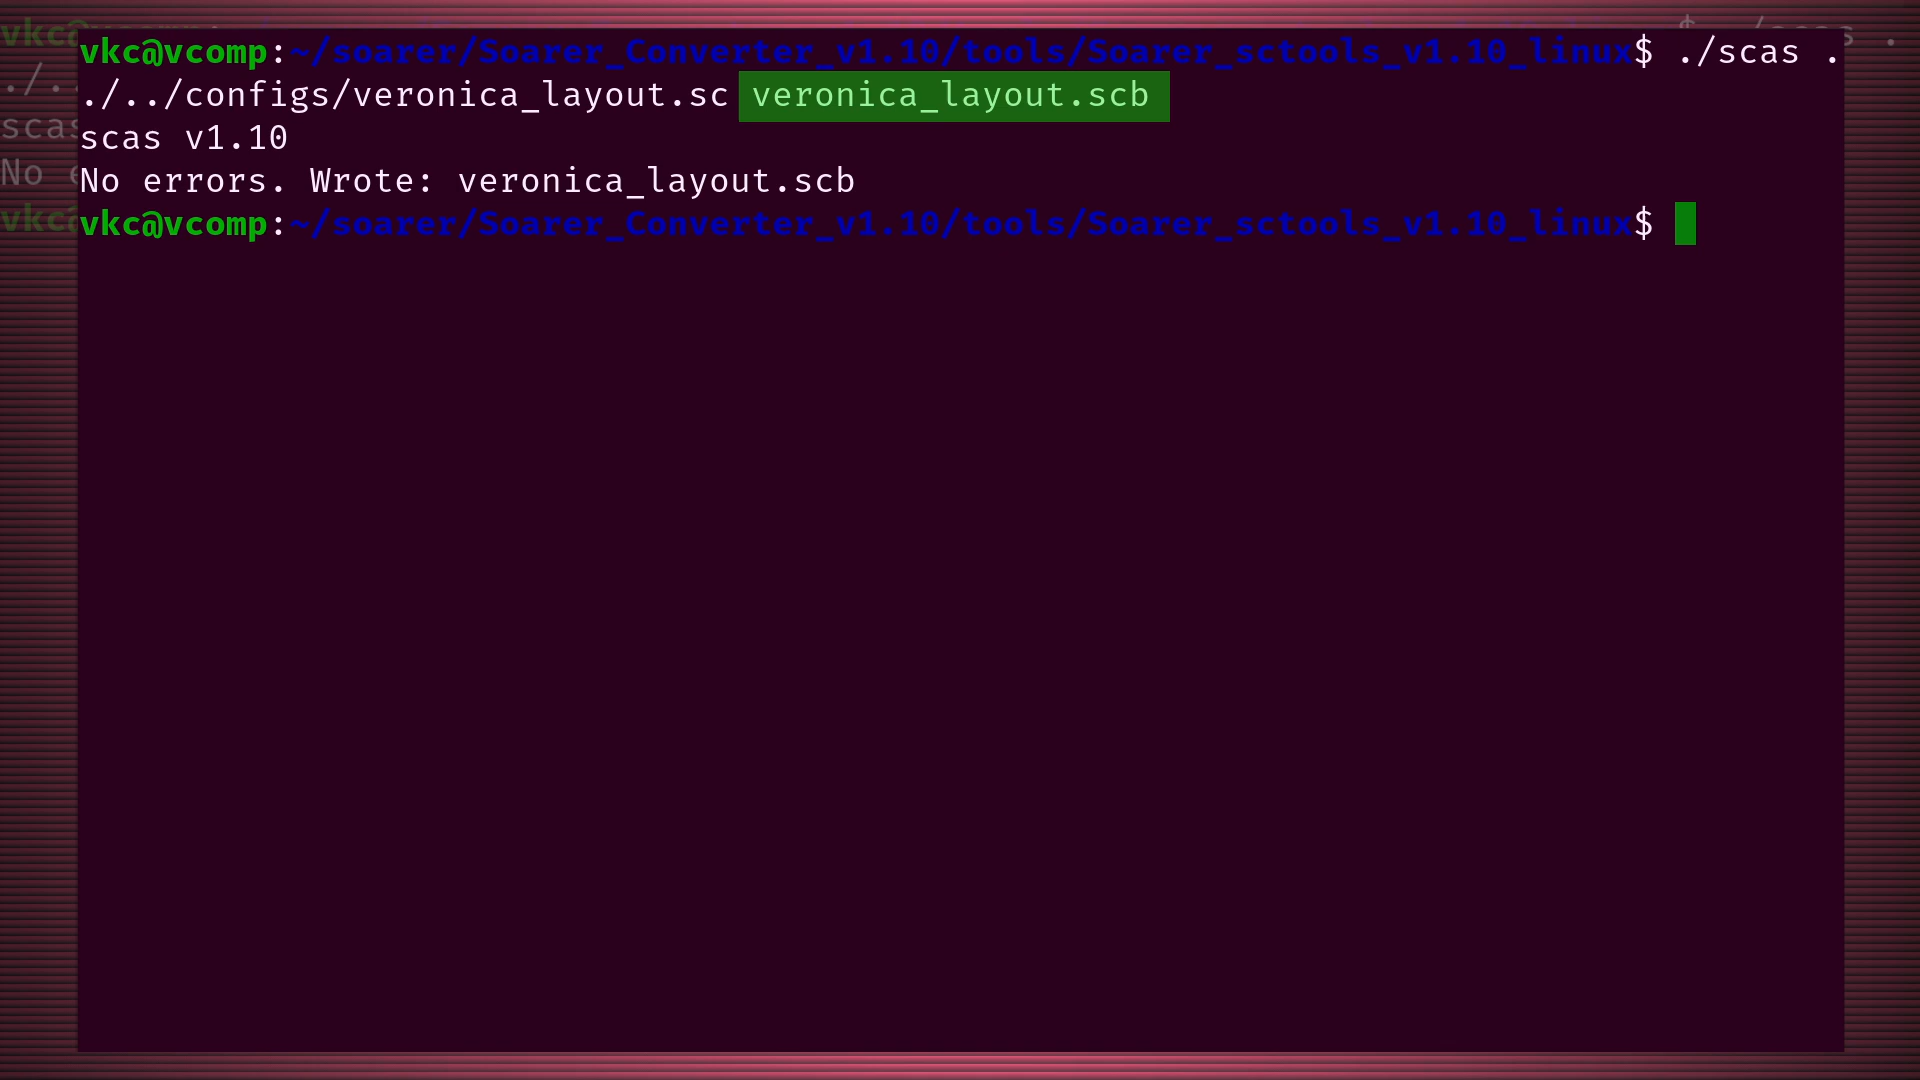 vkc@vcomp:~/soarer/Soarer_Converter_v1.10/tools/Soarer_sctools_v1.10_linux$ ./scas .
./../configs/veronica_layout.sc veronica_layout.scb
scas v1.10
No errors. Wrote: veronica_layout.scb
vkc@vcomp:~/soarer/Soarer_Converter_v1.10/tools/Soarer_sctools_v1.10_linux$